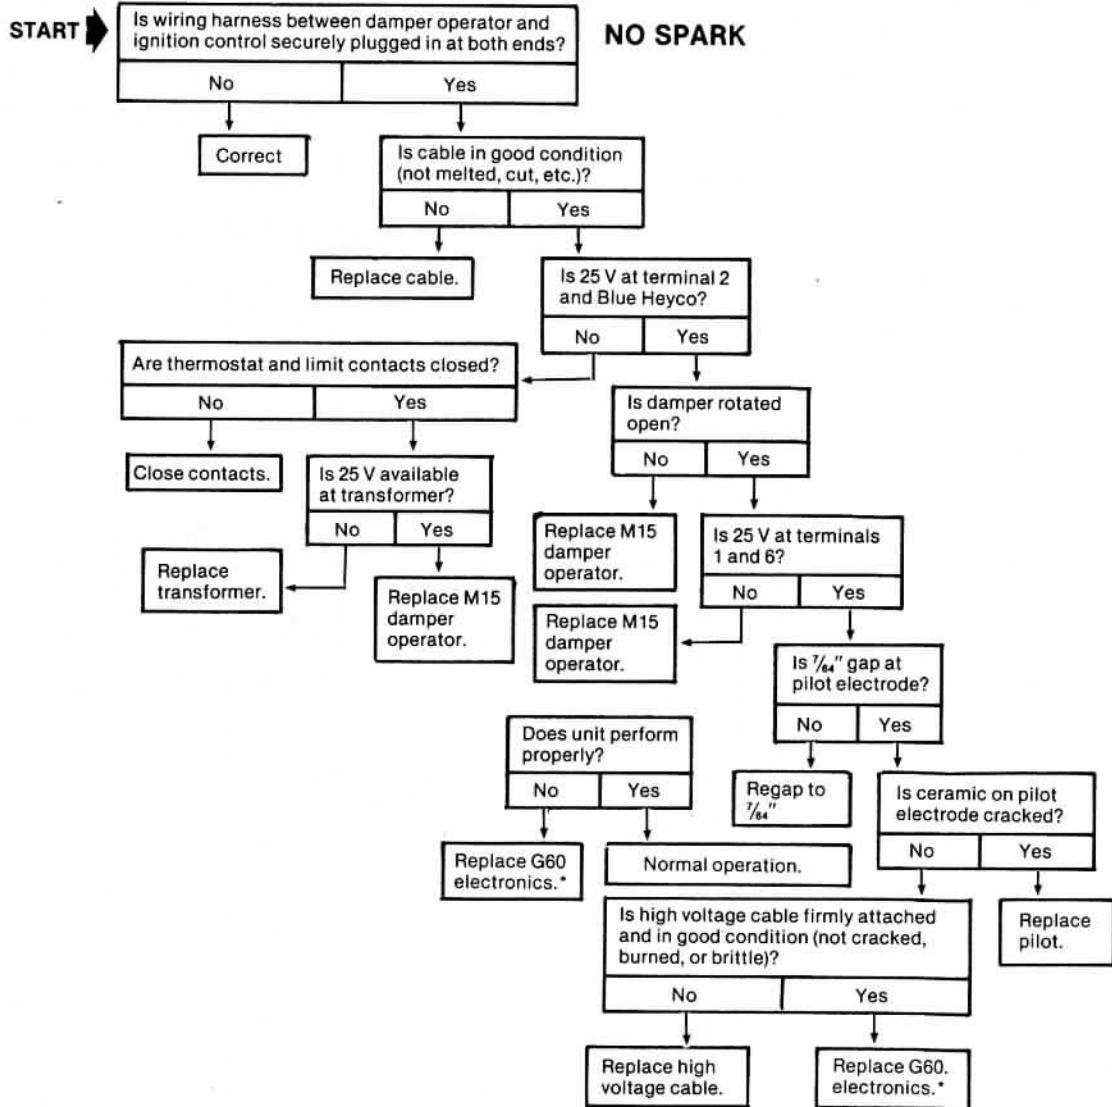 START
Is wiring harness between damper operator and
ignition control securely plugged in at both ends?
NO SPARK
No
Yes
Correct
Is cable in good condition
(not melted, cut, etc.)?
No
Yes
Replace cable.
Is 25 V at terminal 2
and Blue Heyco?
No
Yes
Are thermostat and limit contacts closed?
No
Yes
Is damper rotated
open?
No
Yes
Close contacts.
Is 25 V available
at transformer?
No
Yes
Replace M15
damper
operator.
Is 25 V at terminals
1 and 6?
No
Yes
Replace
transformer.
Replace M15
damper
operator.
Replace M15
damper
operator.
Is 7/64" gap at
pilot electrode?
No
Yes
Does unit perform
properly?
No
Yes
Regap to
7/64"
Is ceramic on pilot
electrode cracked?
No
Yes
Replace G60
electronics.*
Normal operation.
Is high voltage cable firmly attached
and in good condition (not cracked,
burned, or brittle)?
No
Yes
Replace
pilot.
Replace high
voltage cable.
Replace G60.
electronics.*